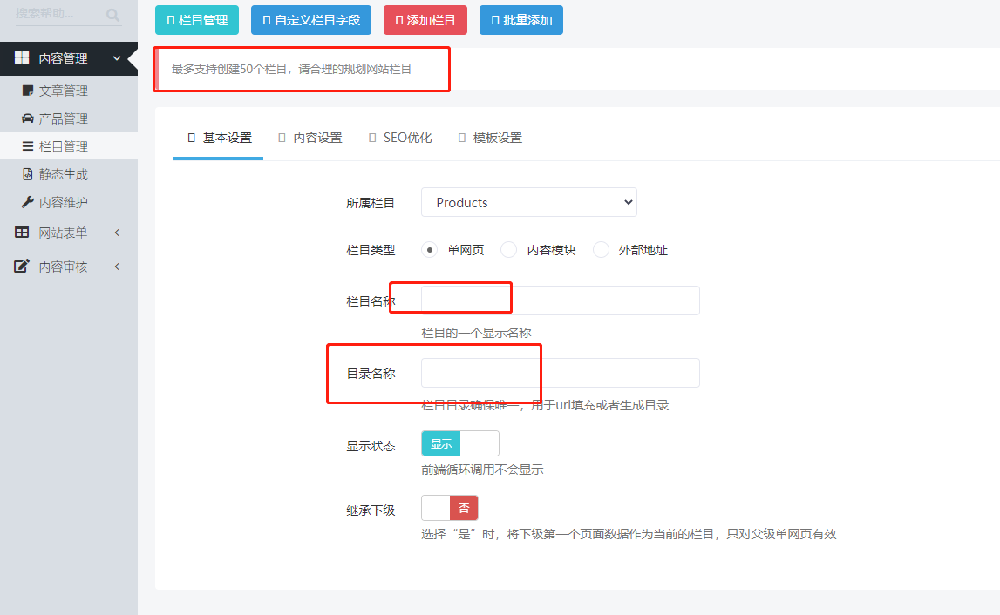 搜索帮助...
栏目管理
自定义栏目字段
添加栏目
批量添加
内容管理
文章管理
产品管理
栏目管理
静态生成
内容维护
网站表单
内容审核
最多支持创建50个栏目，请合理的规划网站栏目
基本设置
内容设置
SEO优化
模板设置
所属栏目
Products
栏目类型
单网页
内容模块
外部地址
栏目名称
栏目的一个显示名称
目录名称
栏目目录确保唯一，用于url填充或者生成目录
显示状态
显示
前端循环调用不会显示
继承下级
否
选择“是”时，将下级第一个页面数据作为当前的栏目，只对父级单网页有效